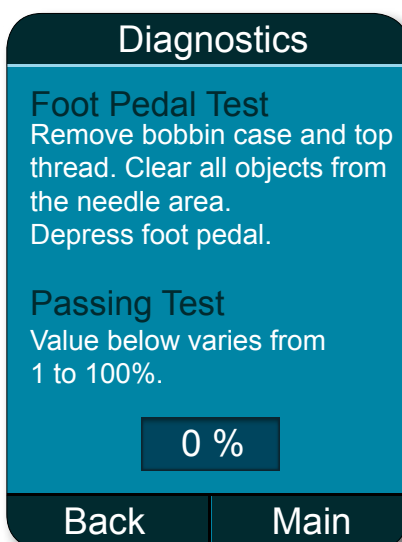 Diagnostics
Foot Pedal Test
Remove bobbin case and top
thread. Clear all objects from
the needle area.
Depress foot pedal.
Passing Test
Value below varies from
1 to 100%.
0 %
Back
Main